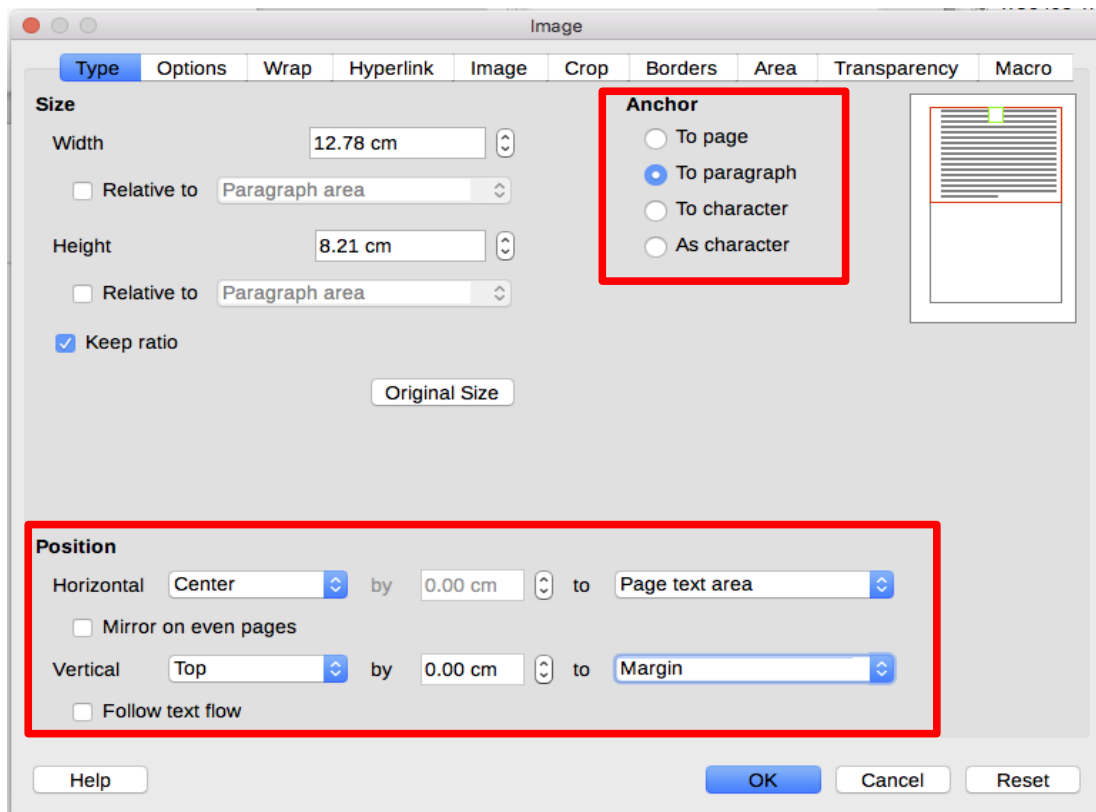 Image
Type Options Wrap Hyperlink Image Crop Borders Area Transparency Macro
Size
Width 12.78 cm
Relative to Paragraph area
Height 8.21 cm
Relative to Paragraph area
Keep ratio
Original Size
Anchor
To page
To paragraph
To character
As character
Position
Horizontal Center by 0.00 cm to Page text area
Mirror on even pages
Vertical Top by 0.00 cm to Margin
Follow text flow
Help OK Cancel Reset